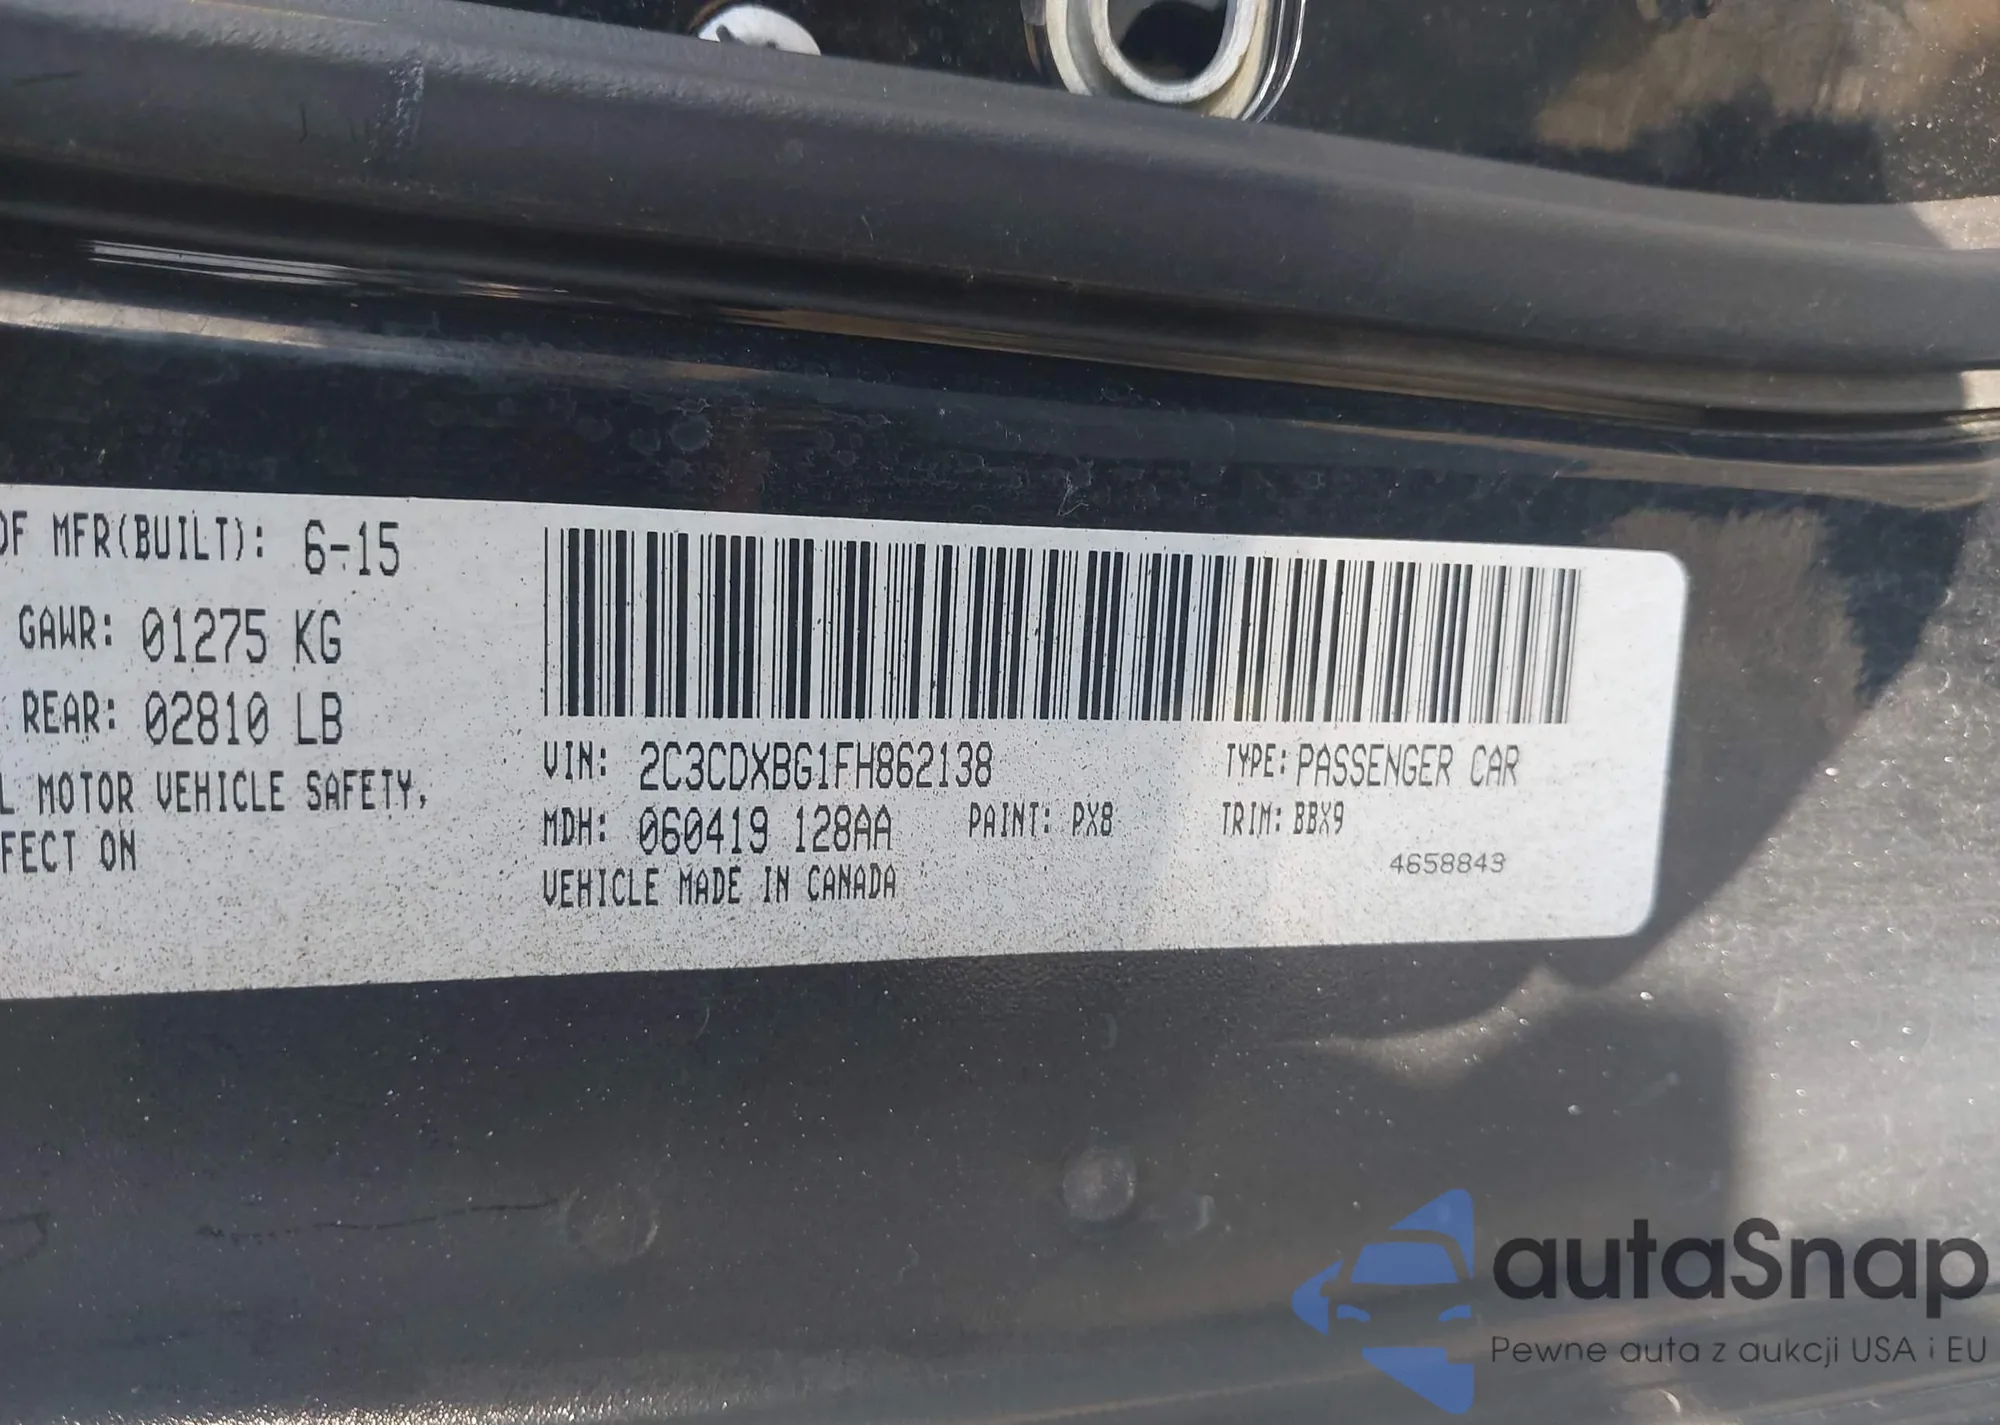 OF MFR(BUILT): 6-15
GAWR: 01275 KG
REAR: 02810 LB
L MOTOR VEHICLE SAFETY,
FECT ON
VIN: 2C3CDXBG1FH862138
TYPE: PASSENGER CAR
MDH: 060419 128AA
PAINT: PX8
TRIM: BBX9
VEHICLE MADE IN CANADA
4658843
autaSnap
Pewne auta z aukcji USA i EU